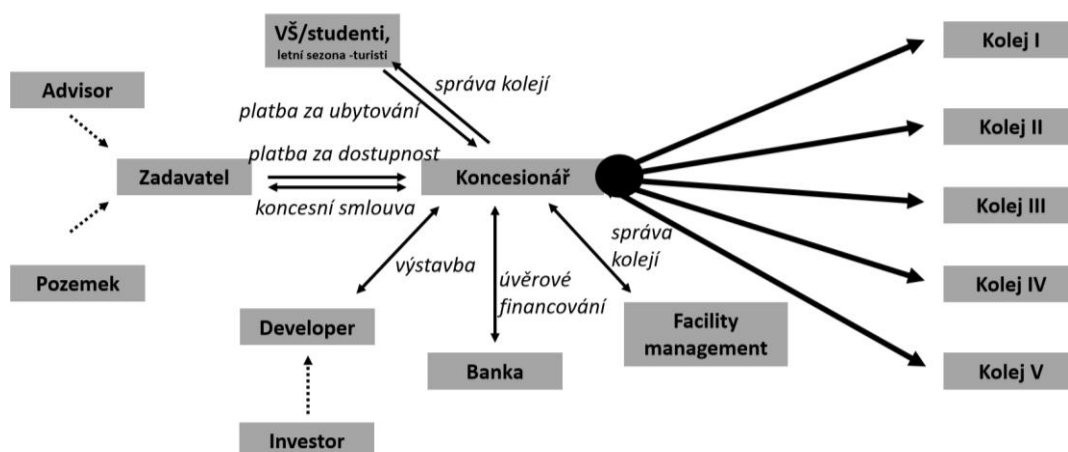 VŠ/studenti,
letní sezona -turisti
Kolej I
Advisor
správa kolejí
platba za ubytování
Kolej II
platba za dostupnost
Zadavatel
Koncesionář
koncesní smlouva
Kolej III
správa
kolejí
výstavba
úvěrové
financování
Pozemek
Kolej IV
Developer
Facility
management
Banka
Kolej V
Investor